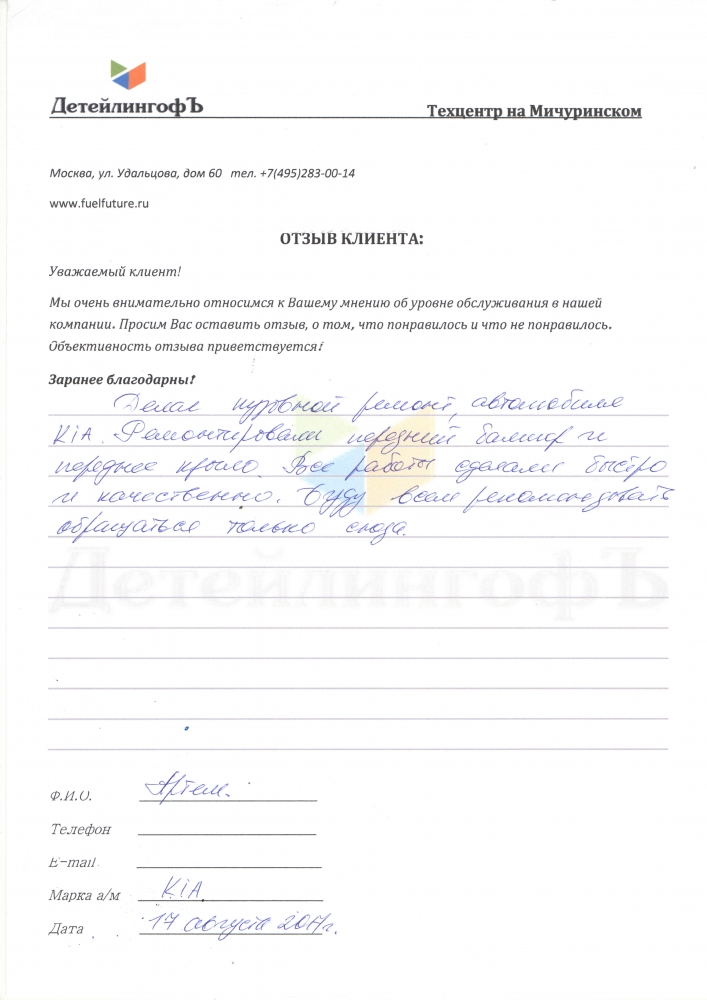 ДетейлингофЪ
Техцентр на Мичуринском
Москва, ул. Удальцова, дом 60 тел. +7(495)283-00-14
www.fuelfuture.ru
ОТЗЫВ КЛИЕНТА:
Уважаемый клиент!
Мы очень внимательно относимся к Вашему мнению об уровне обслуживания в нашей
компании. Просим Вас оставить отзыв, о том, что понравилось и что не понравилось.
Объективность отзыва приветствуется!
Заранее благодарны!
Делал кузовной ремонт, автомобиля
KIA. Ремонтировали передний бампер и
переднее крыло. Все работы сделали быстро
и качественно. Буду всем рекомендовать
обращаться только сюда.
ДетейлингофЪ
Ф.И.О. Артем.
Телефон
E-mail
Марка а/м KIA
Дата 17 августа 2017г.